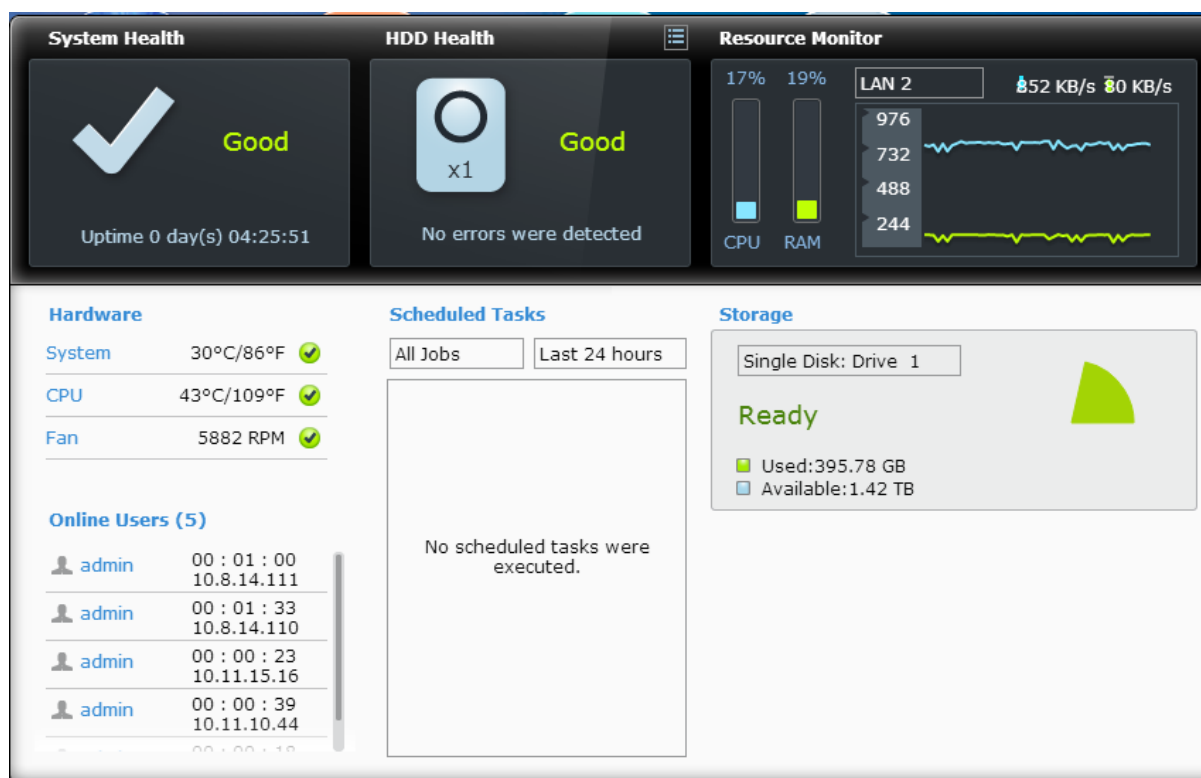 System Health
Good
Uptime 0 day(s) 04:25:51
HDD Health
x1
Good
No errors were detected
Resource Monitor
17% 19%
CPU RAM
LAN 2
852 KB/s 80 KB/s
976
732
488
244
Hardware
System 30°C/86°F
CPU 43°C/109°F
Fan 5882 RPM
Online Users (5)
admin 00 : 01 : 00
10.8.14.111
admin 00 : 01 : 33
10.8.14.110
admin 00 : 00 : 23
10.11.15.16
admin 00 : 00 : 39
10.11.10.44
Scheduled Tasks
All Jobs Last 24 hours
No scheduled tasks were
executed.
Storage
Single Disk: Drive 1
Ready
Used:395.78 GB
Available:1.42 TB